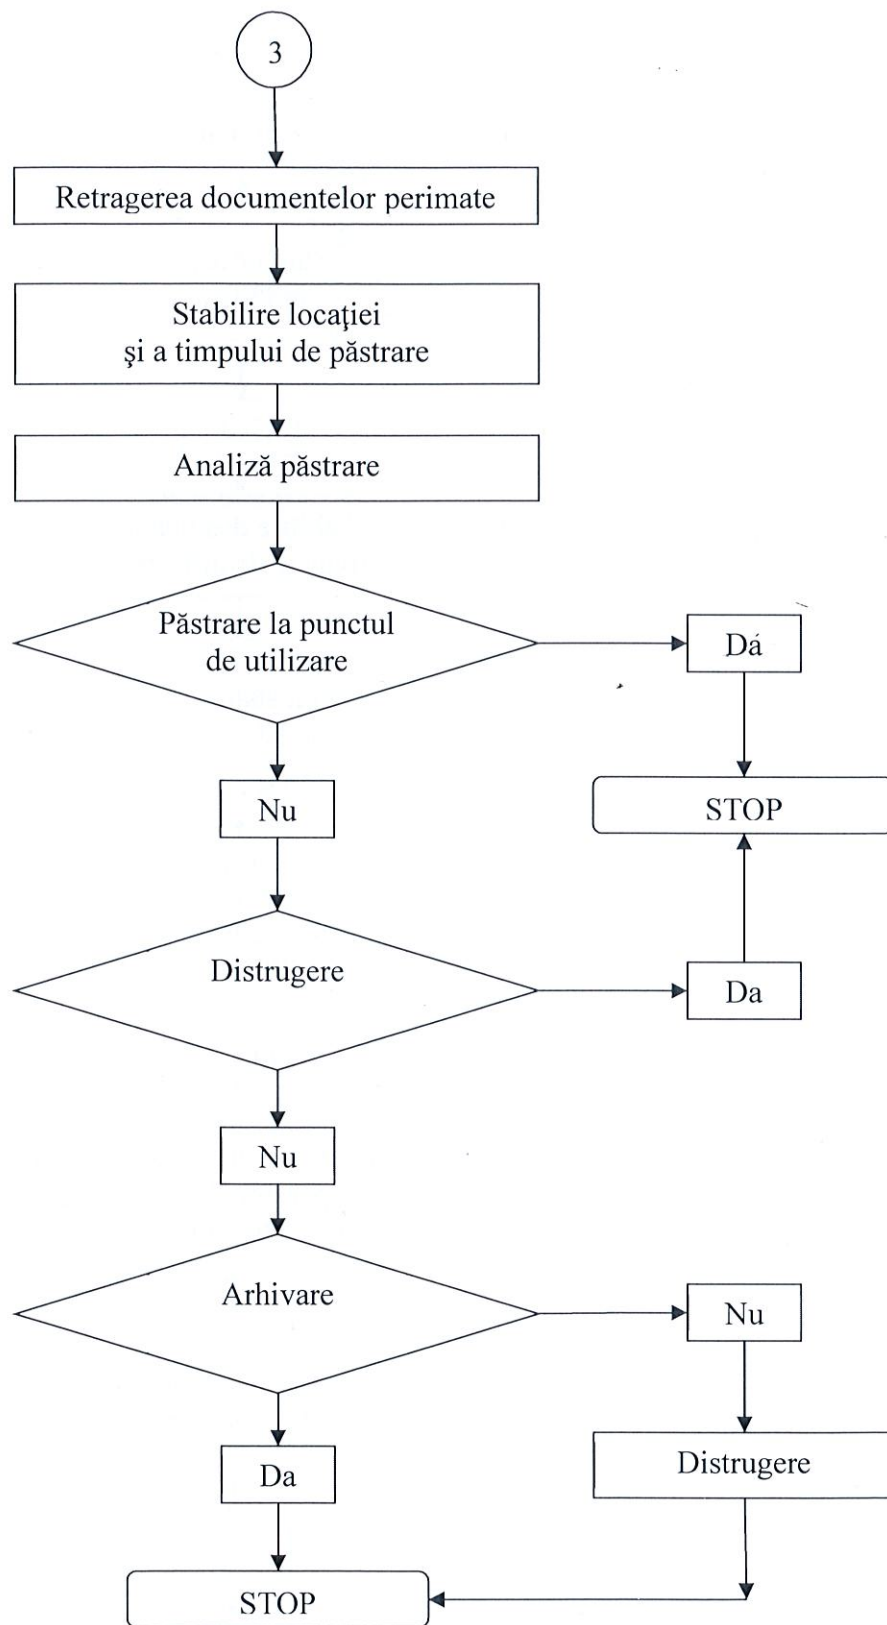 3
Retragerea documentelor perimate
Stabilire locaţiei
şi a timpului de păstrare
Analiză păstrare
Păstrare la punctul
de utilizare
Dá
Nu
STOP
Distrugere
Da
Nu
Arhivare
Nu
Da
Distrugere
STOP